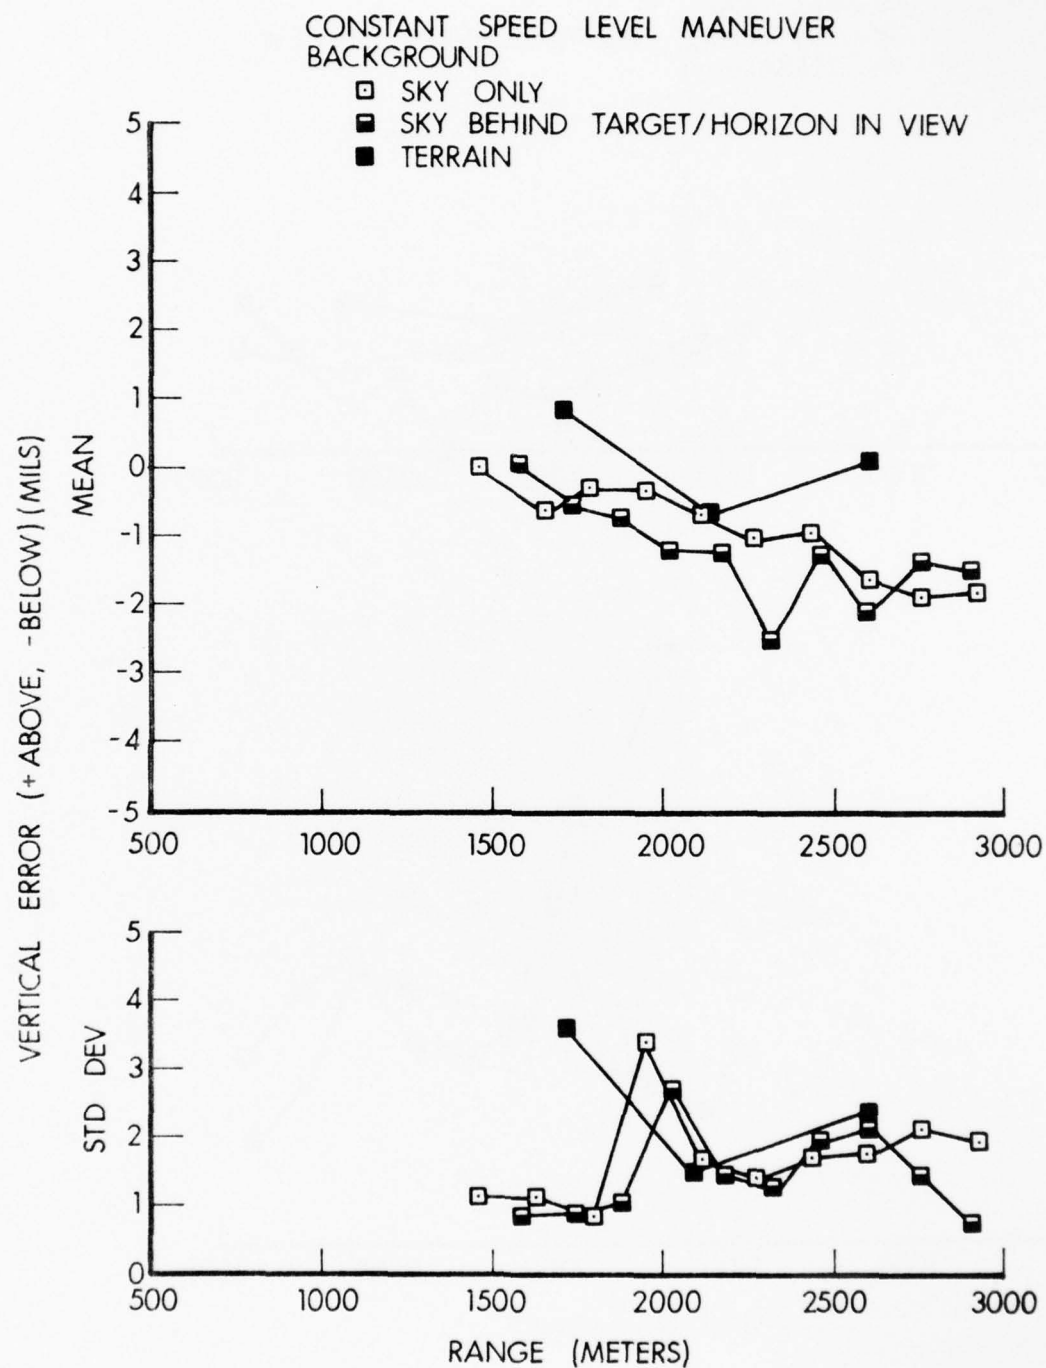 CONSTANT SPEED LEVEL MANEUVER
BACKGROUND
SKY ONLY
SKY BEHIND TARGET/HORIZON IN VIEW
TERRAIN
VERTICAL ERROR (+ABOVE, -BELOW)(MILS)
MEAN
5
4
3
2
1
0
-1
-2
-3
-4
-5
500 1000 1500 2000 2500 3000
STD DEV
5
4
3
2
1
0
500 1000 1500 2000 2500 3000
RANGE (METERS)